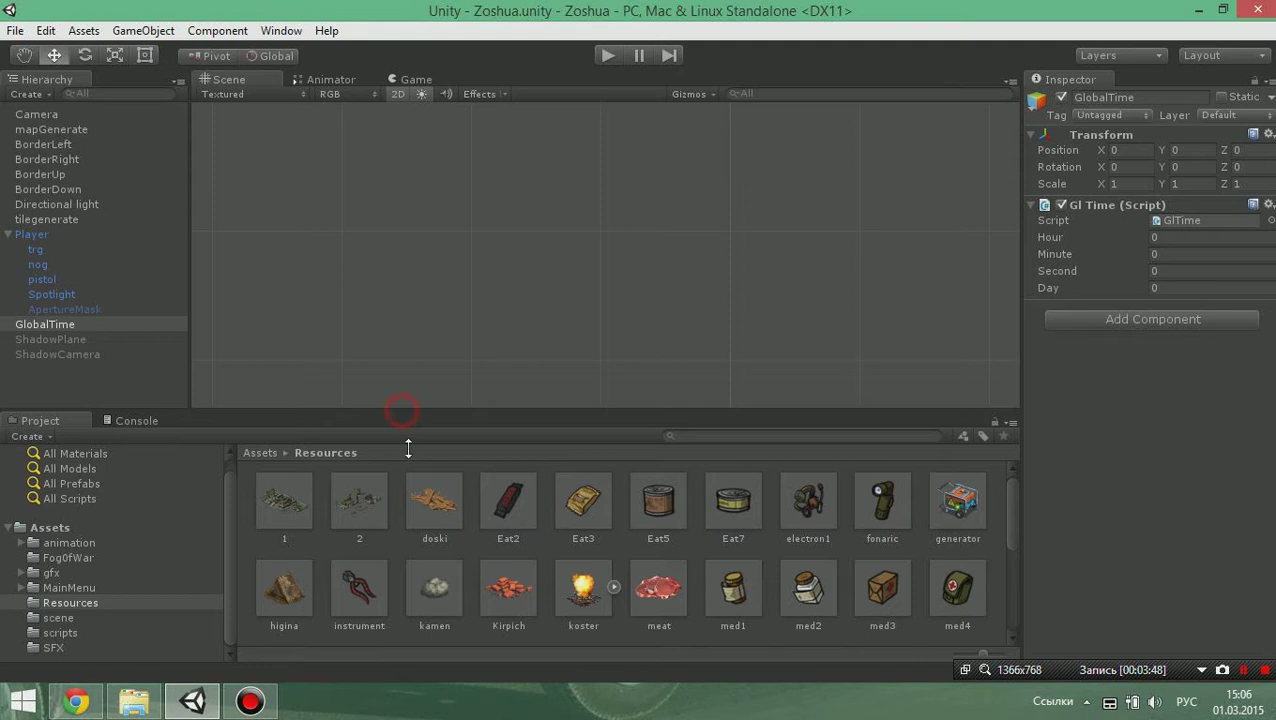 Unity - Zoshua.unity - Zoshua - PC, Mac & Linux Standalone <DX11>
File Edit Assets GameObject Component Window Help
Pivot Global Layers Layout
Hierarchy Scene Animator Game Inspector
Create All Textured RGB 2D Effects Gizmos All
GlobalTime Static
Tag Untagged Layer Default
Transform
Position X 0 Y 0 Z 0
Rotation X 0 Y 0 Z 0
Scale X 1 Y 1 Z 1
Gl Time (Script)
Script GlTime
Hour 0
Minute 0
Second 0
Day 0
Add Component
Camera
mapGenerate
BorderLeft
BorderRight
BorderUp
BorderDown
Directional light
tilegenerate
Player
trg
nog
pistol
Spotlight
ApertureMask
GlobalTime
ShadowPlane
ShadowCamera
Project Console
Create
All Materials
All Models
All Prefabs
All Scripts
Assets
animation
Fog0fWar
gfx
MainMenu
Resources
scene
scripts
SFX
Assets Resources
1 2 doski Eat2 Eat3 Eat5 Eat7 electron1 fonaric generator
higina instrument kamen Kirpich koster meat med1 med2 med3 med4
1366x768 Запись [00:03:48]
Ссылки РУС 15:06
01.03.2015